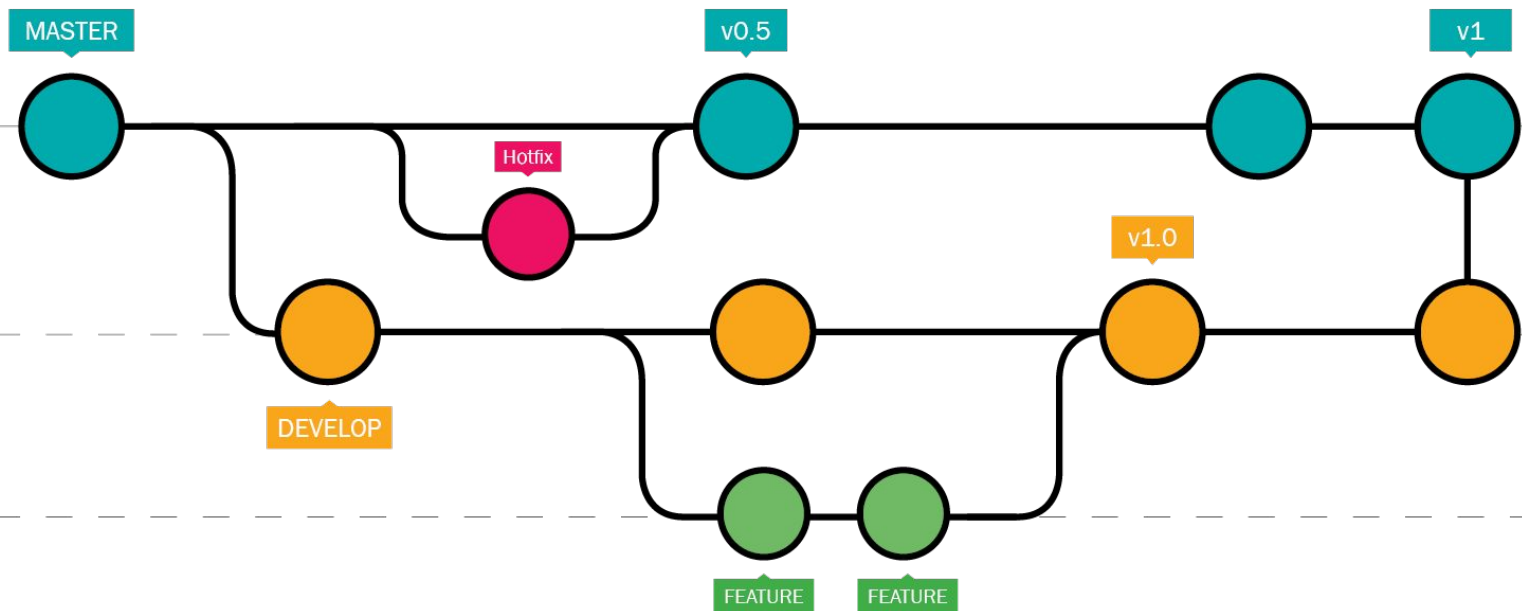 MASTER
v0.5
v1
Hotfix
v1.0
DEVELOP
FEATURE
FEATURE